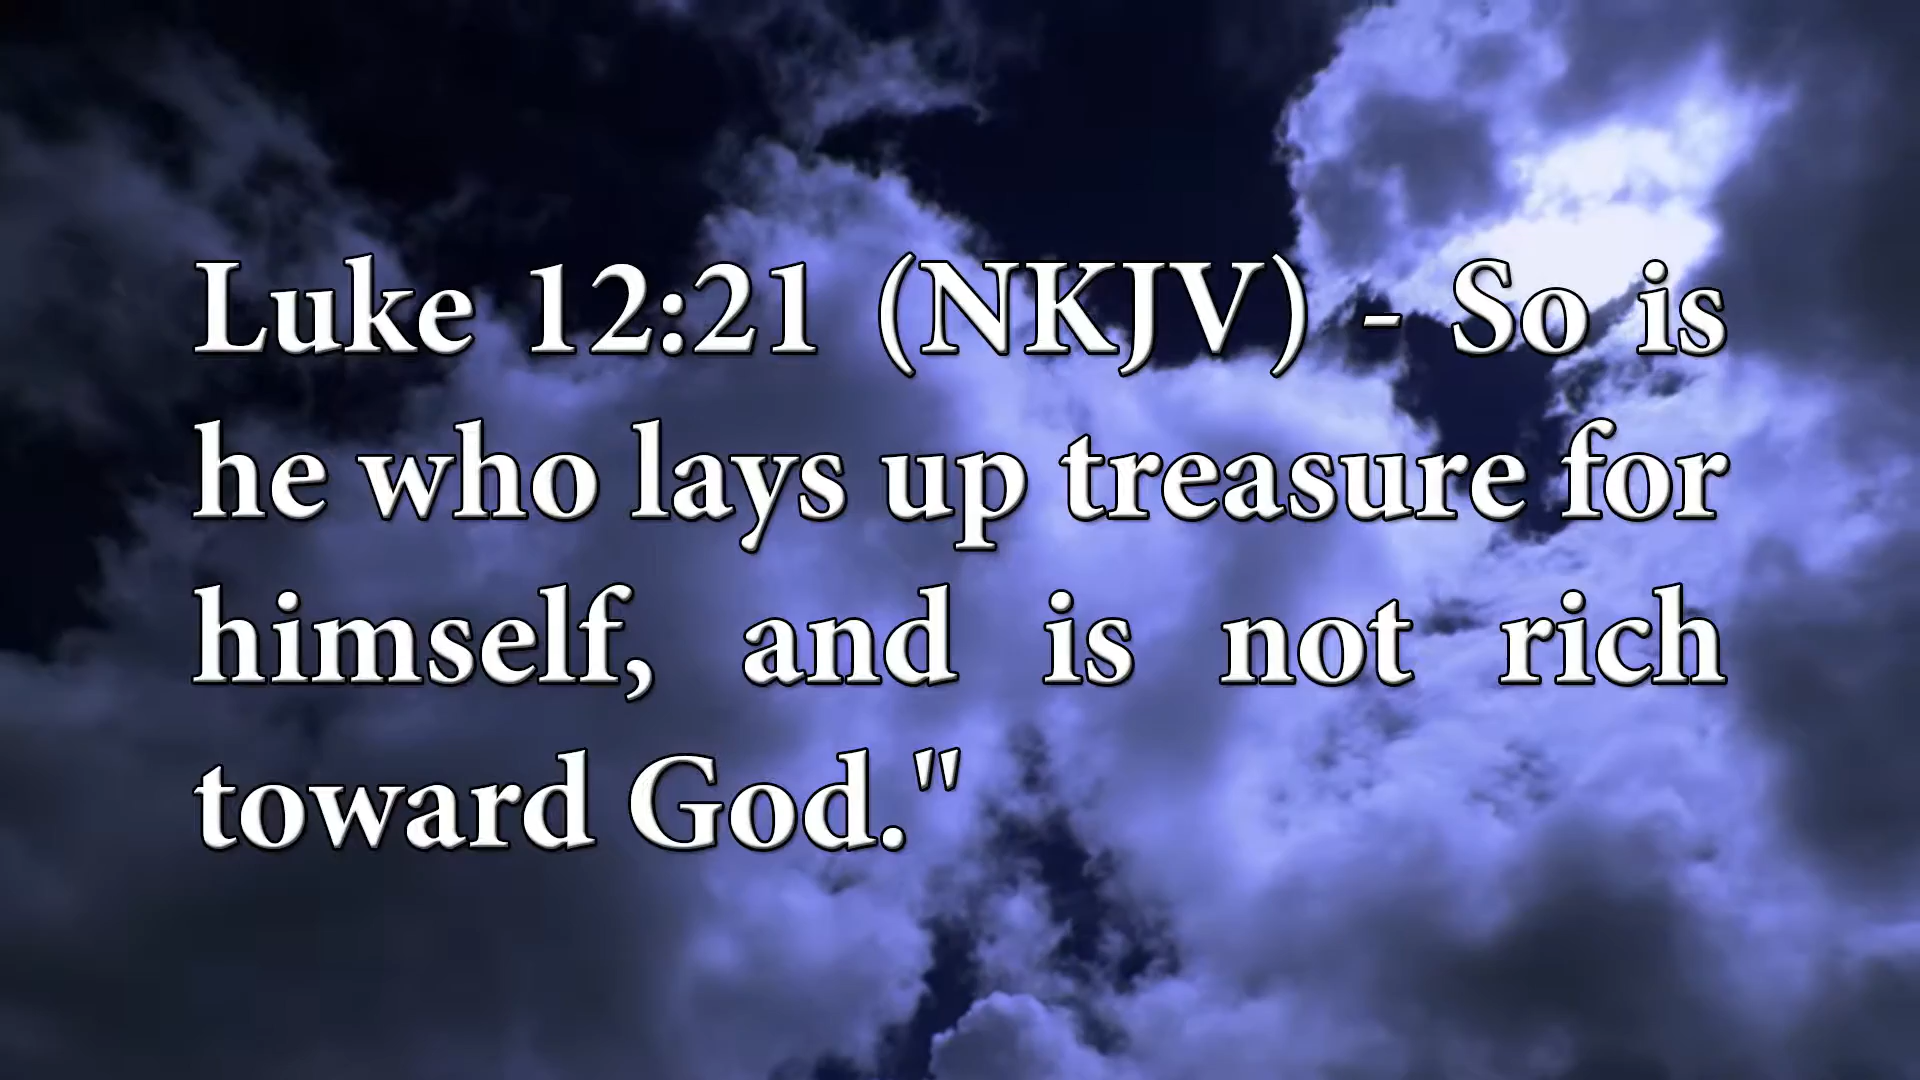 Luke 12:21 (NKJV) - So is
he who lays up treasure for
himself, and is not rich
toward God."